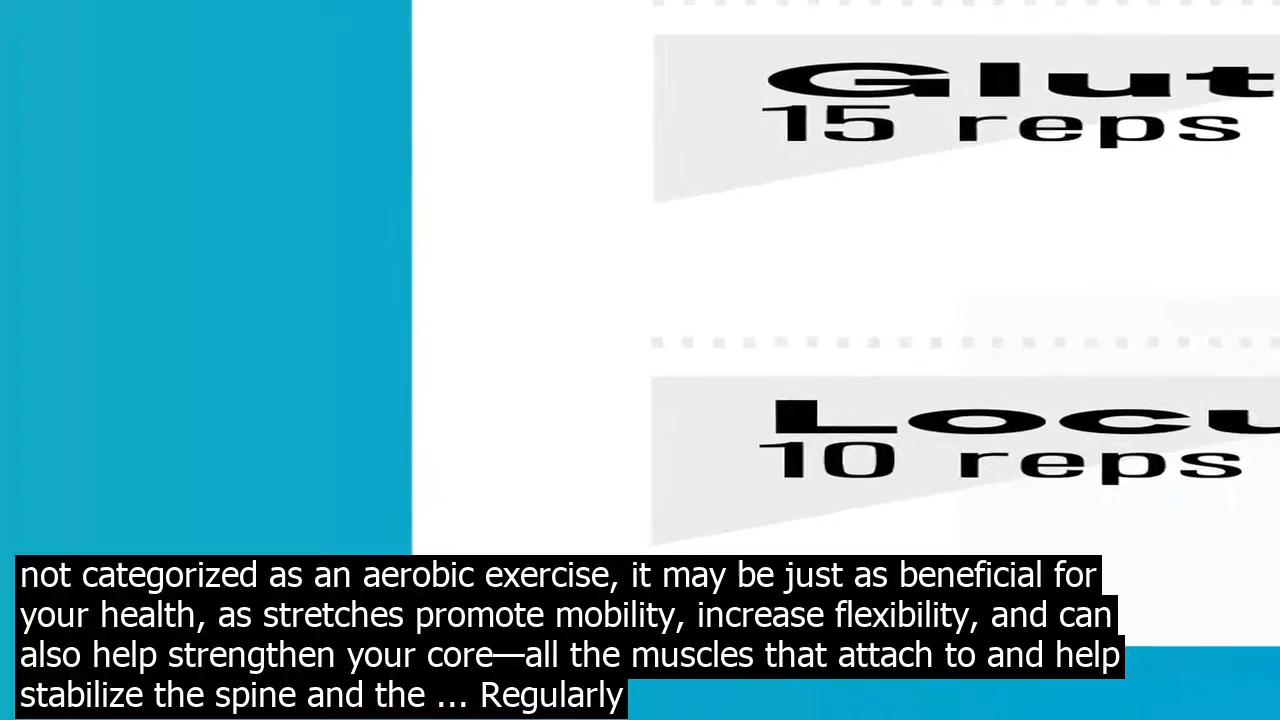 Glut
15 reps
Locu
10 reps
not categorized as an aerobic exercise, it may be just as beneficial for
your health, as stretches promote mobility, increase flexibility, and can
also help strengthen your core—all the muscles that attach to and help
stabilize the spine and the ... Regularly